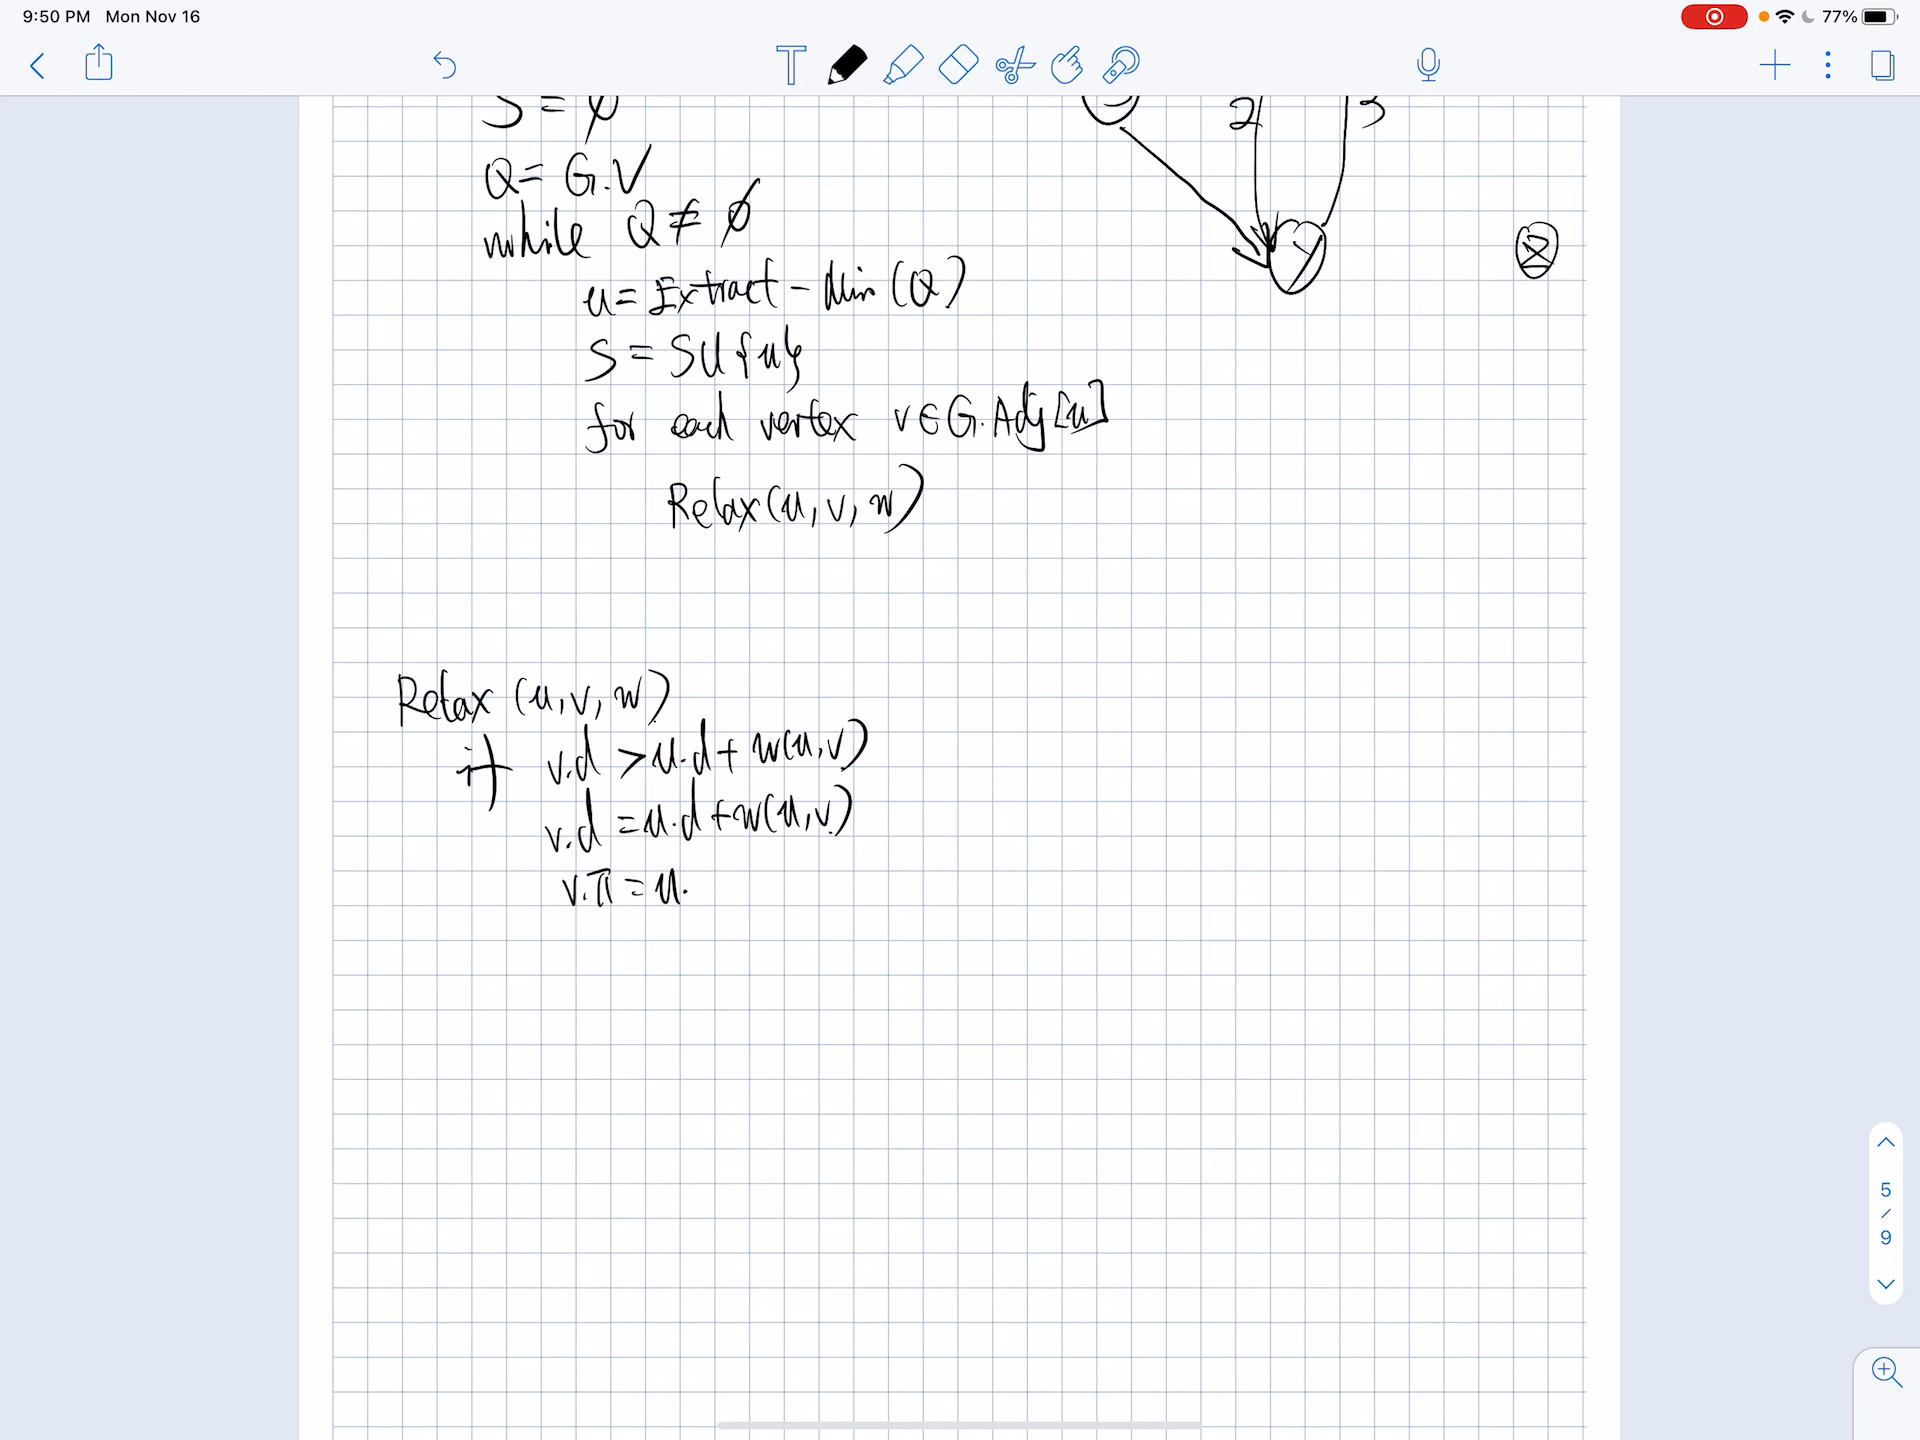 9:50 PM Mon Nov 16
77%
T
S = ∅
Q = G.V
while Q ≠ ∅
u = Extract-Min(Q)
S = S∪{u}
for each vertex v∈G.Adj[u]
Relax(u, v, w)
2
3
y
Relax (u, v, w)
if v.d > u.d + w(u,v)
v.d = u.d + w(u,v)
v.π = u.
5
/
9